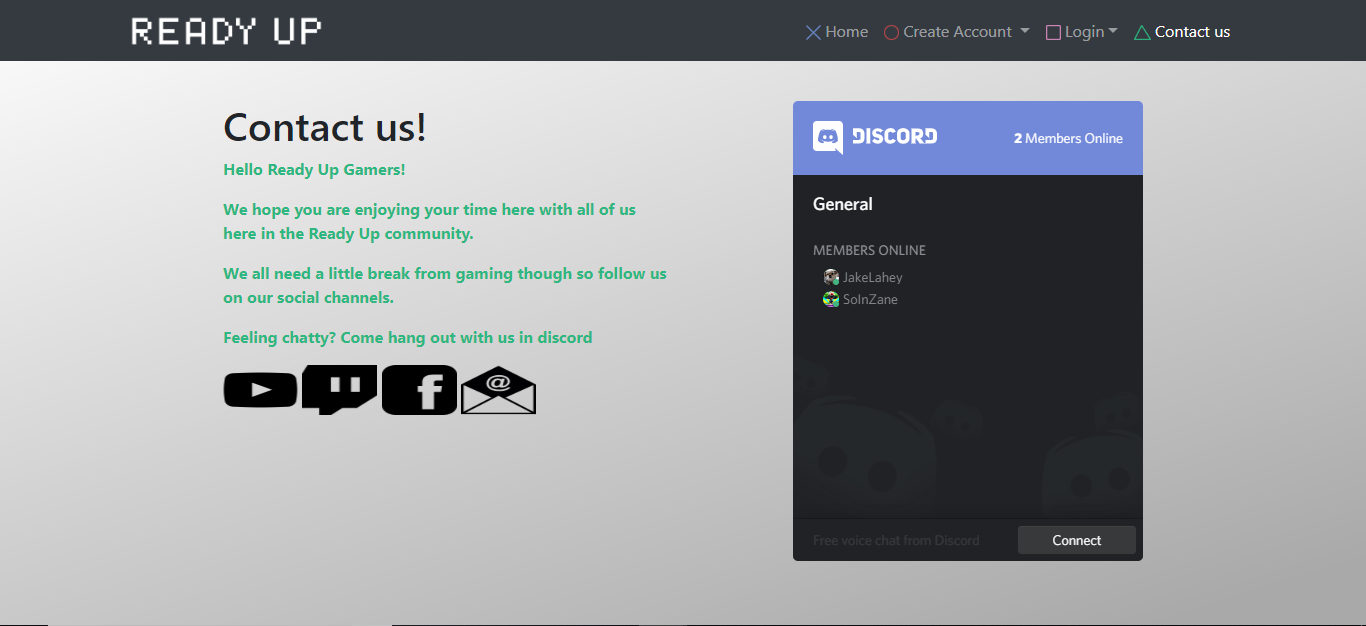 READY UP
Home
Create Account
Login
Contact us
Contact us!
Hello Ready Up Gamers!
We hope you are enjoying your time here with all of us
here in the Ready Up community.
We all need a little break from gaming though so follow us
on our social channels.
Feeling chatty? Come hang out with us in discord
f
@
DISCORD
2 Members Online
General
MEMBERS ONLINE
JakeLahey
SoInZane
Free voice chat from Discord
Connect